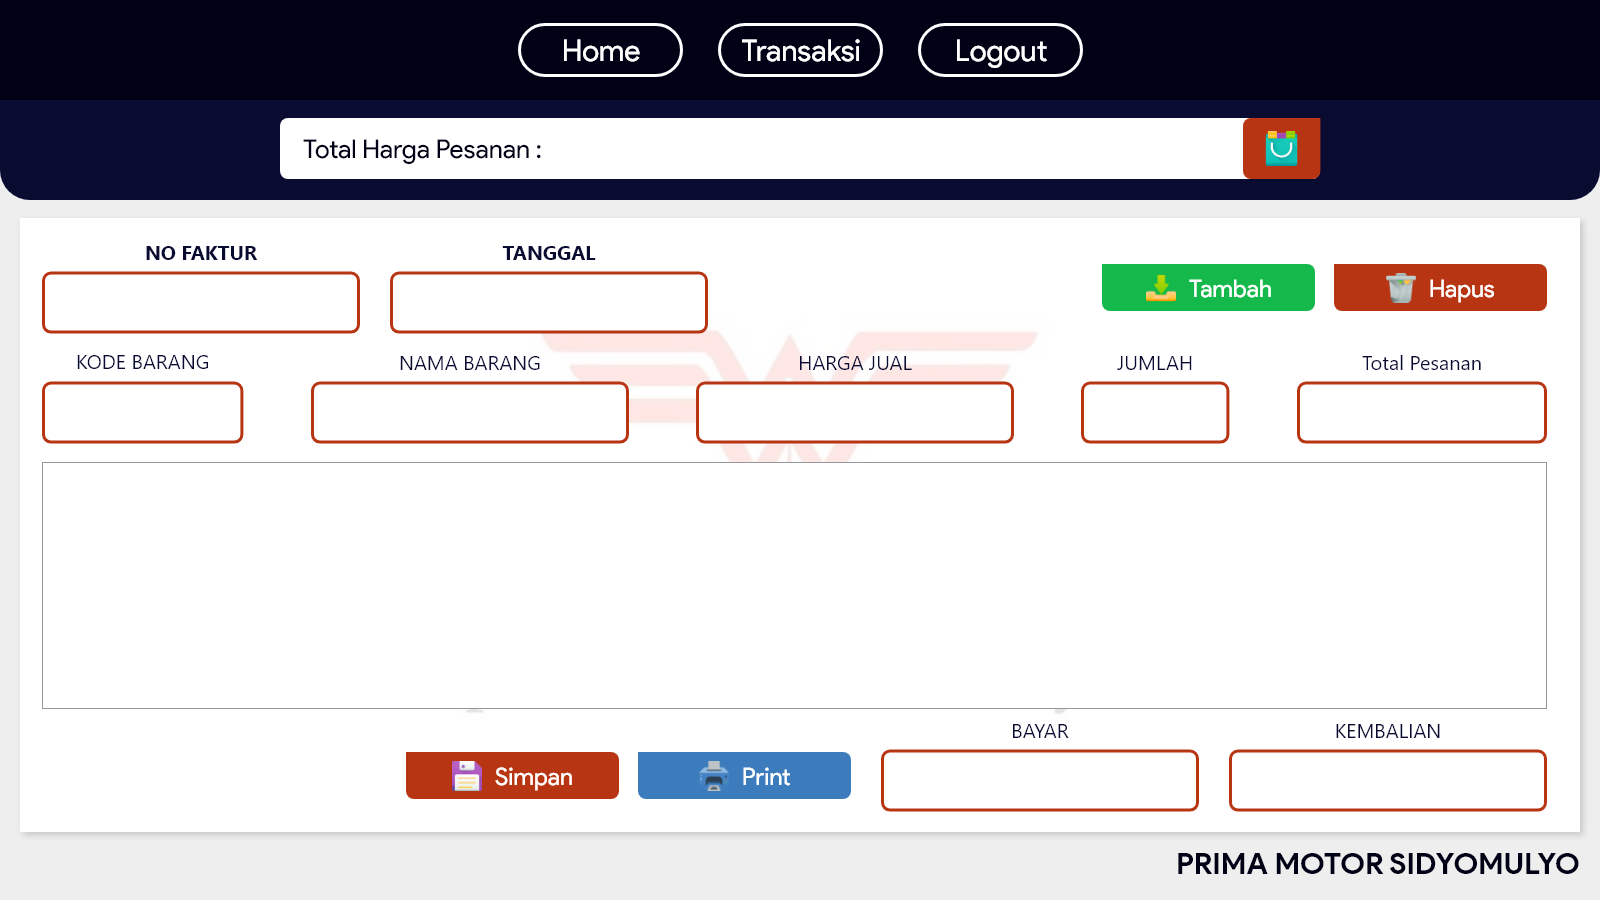 Home Transaksi Logout
Total Harga Pesanan :
NO FAKTUR TANGGAL
Tambah Hapus
KODE BARANG NAMA BARANG HARGA JUAL JUMLAH Total Pesanan
BAYAR KEMBALIAN
Simpan Print
PRIMA MOTOR SIDYOMULYO